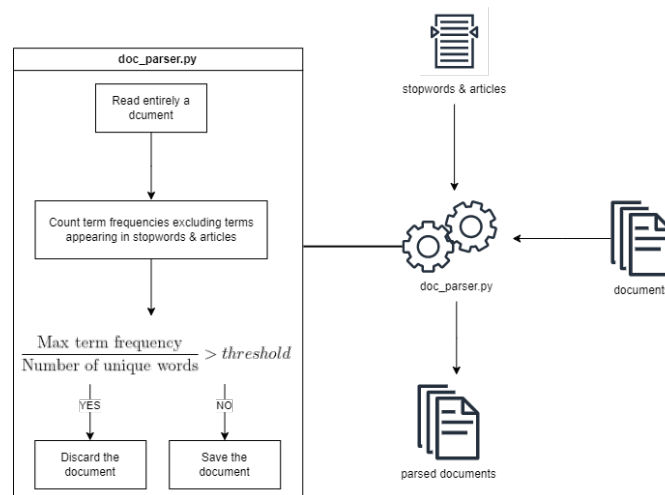 doc_parser.py
Read entirely a
dcument
Count term frequencies excluding terms
appearing in stopwords & articles
Max term frequency
Number of unique words
> threshold
YES
NO
Discard the
document
Save the
document
stopwords & articles
doc_parser.py
document
parsed documents